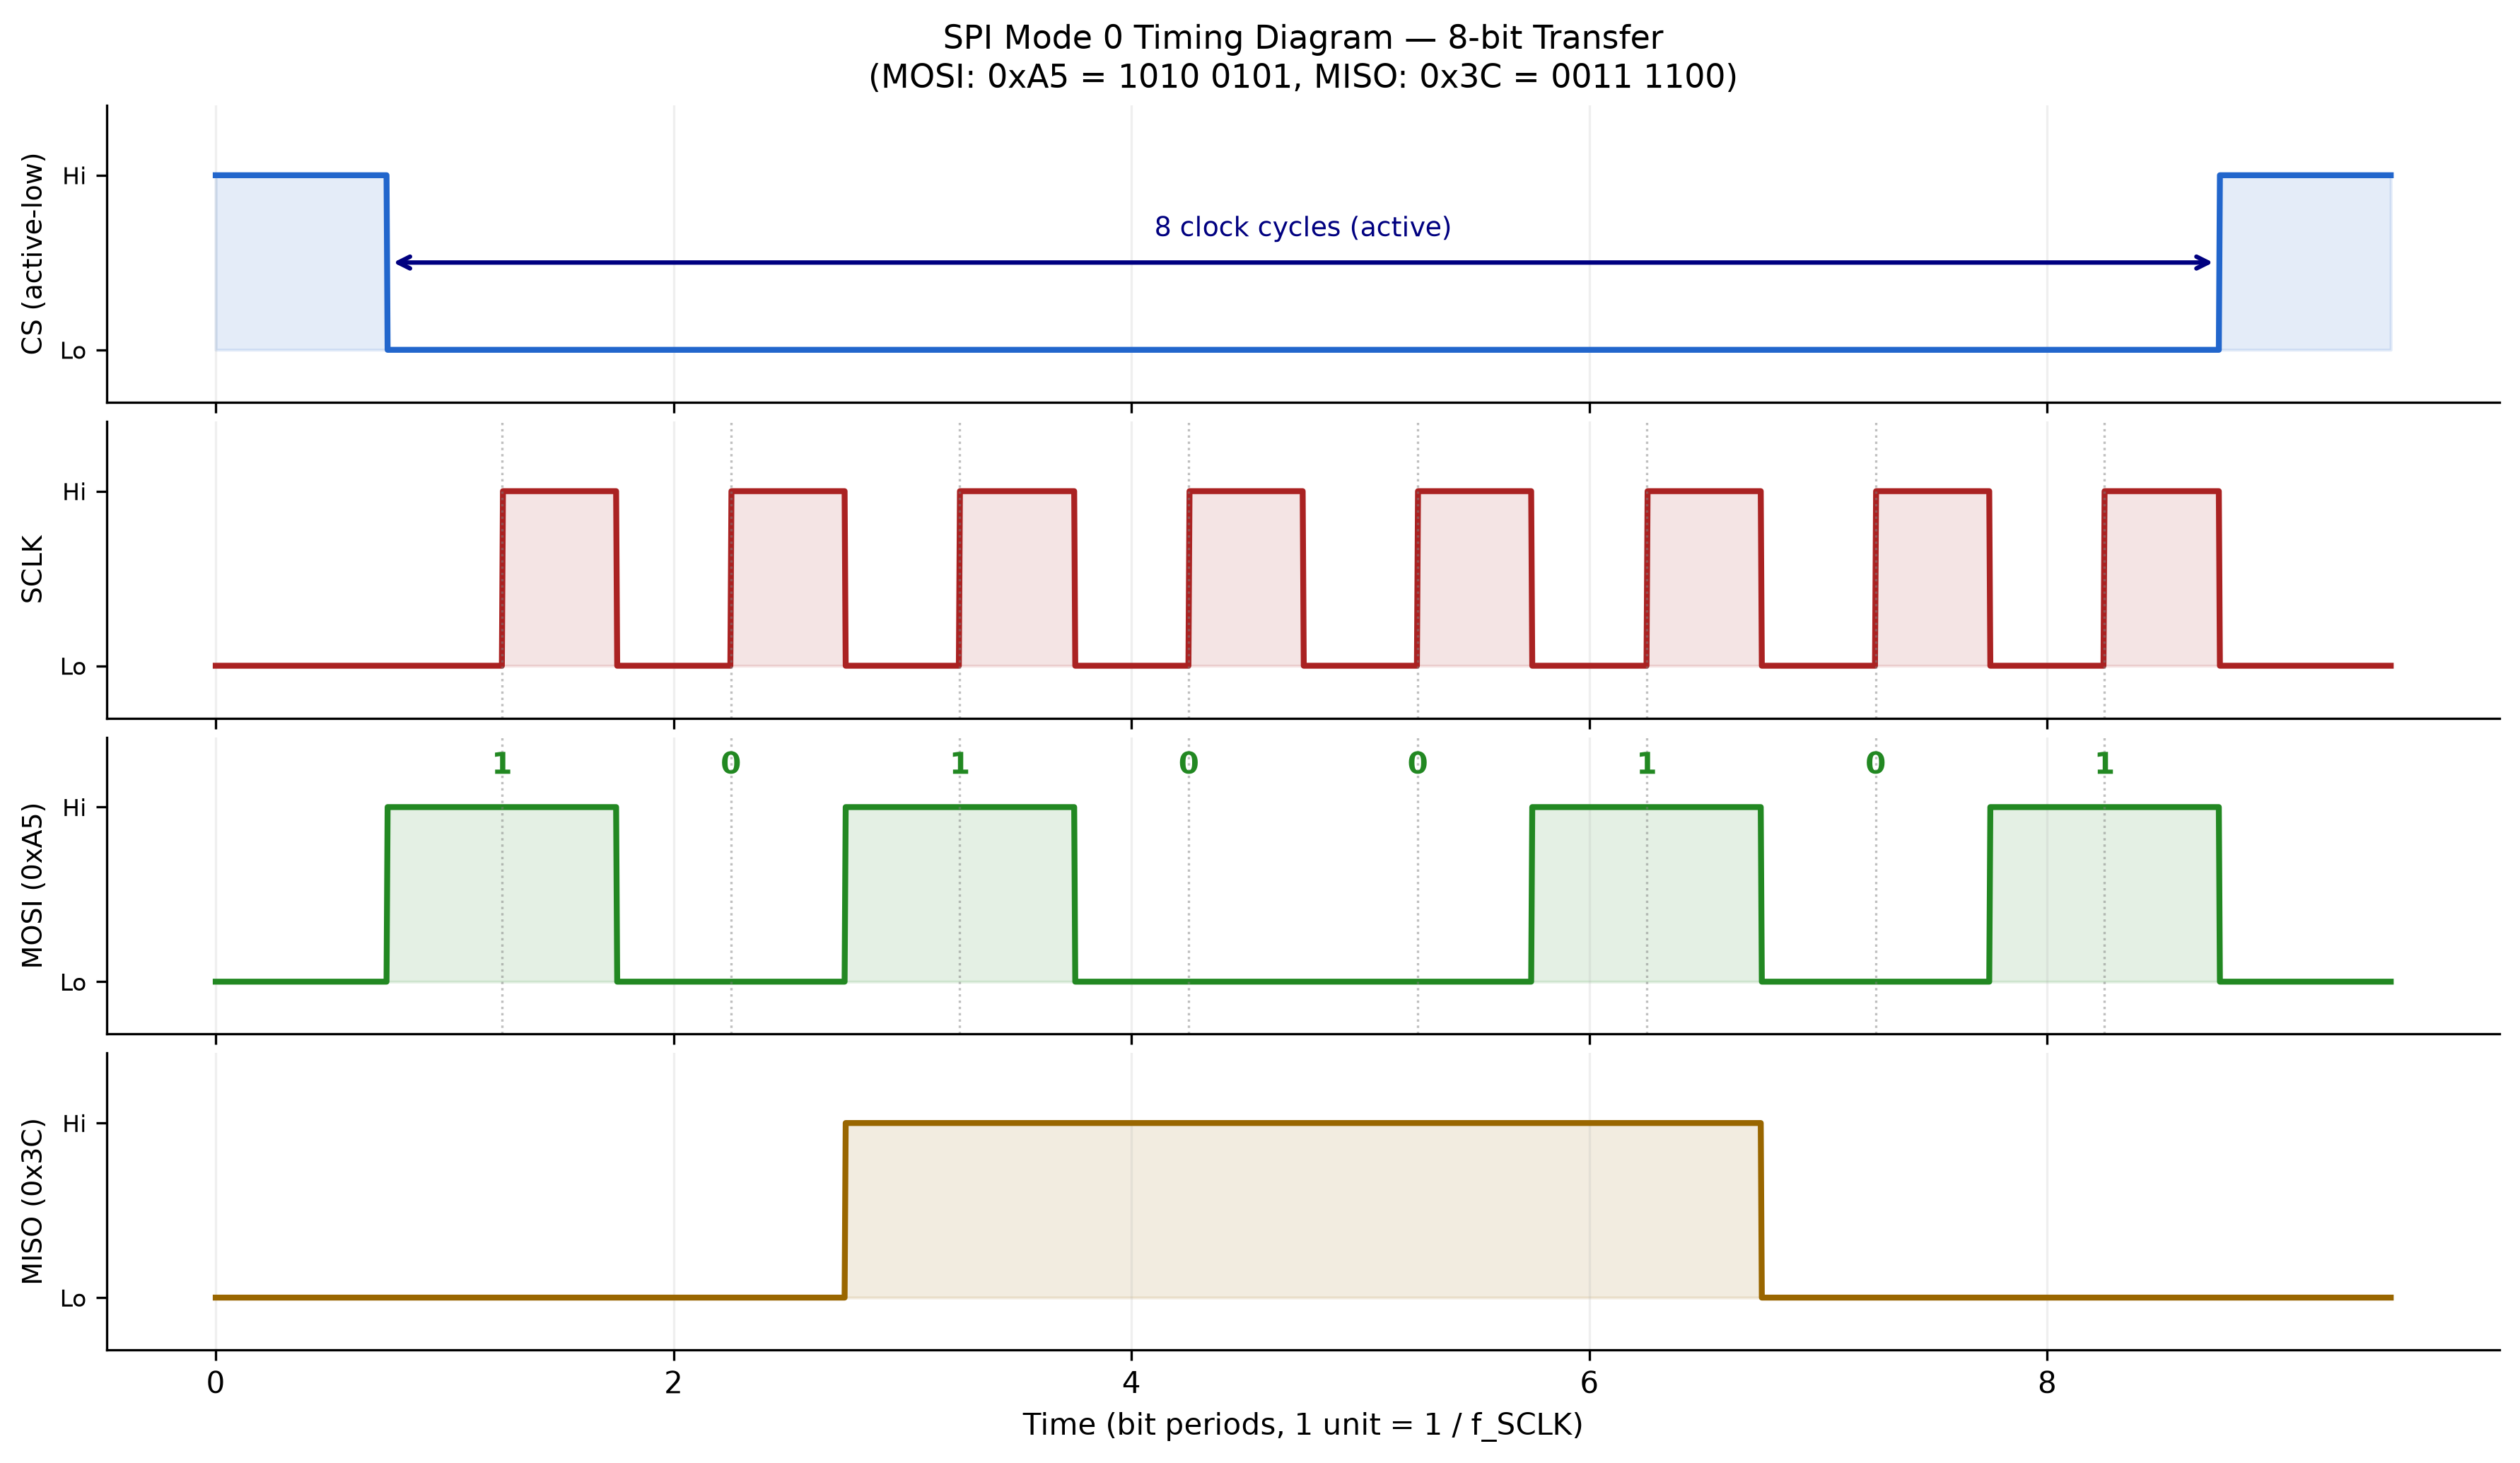 SPI Mode 0 Timing Diagram — 8-bit Transfer
(MOSI: 0xA5 = 1010 0101, MISO: 0x3C = 0011 1100)
CS (active-low)
Hi
Lo
8 clock cycles (active)
SCLK
Hi
Lo
MOSI (0xA5)
Hi
Lo
1 0 1 0 0 1 0 1
MISO (0x3C)
Hi
Lo
0 2 4 6 8
Time (bit periods, 1 unit = 1 / f_SCLK)